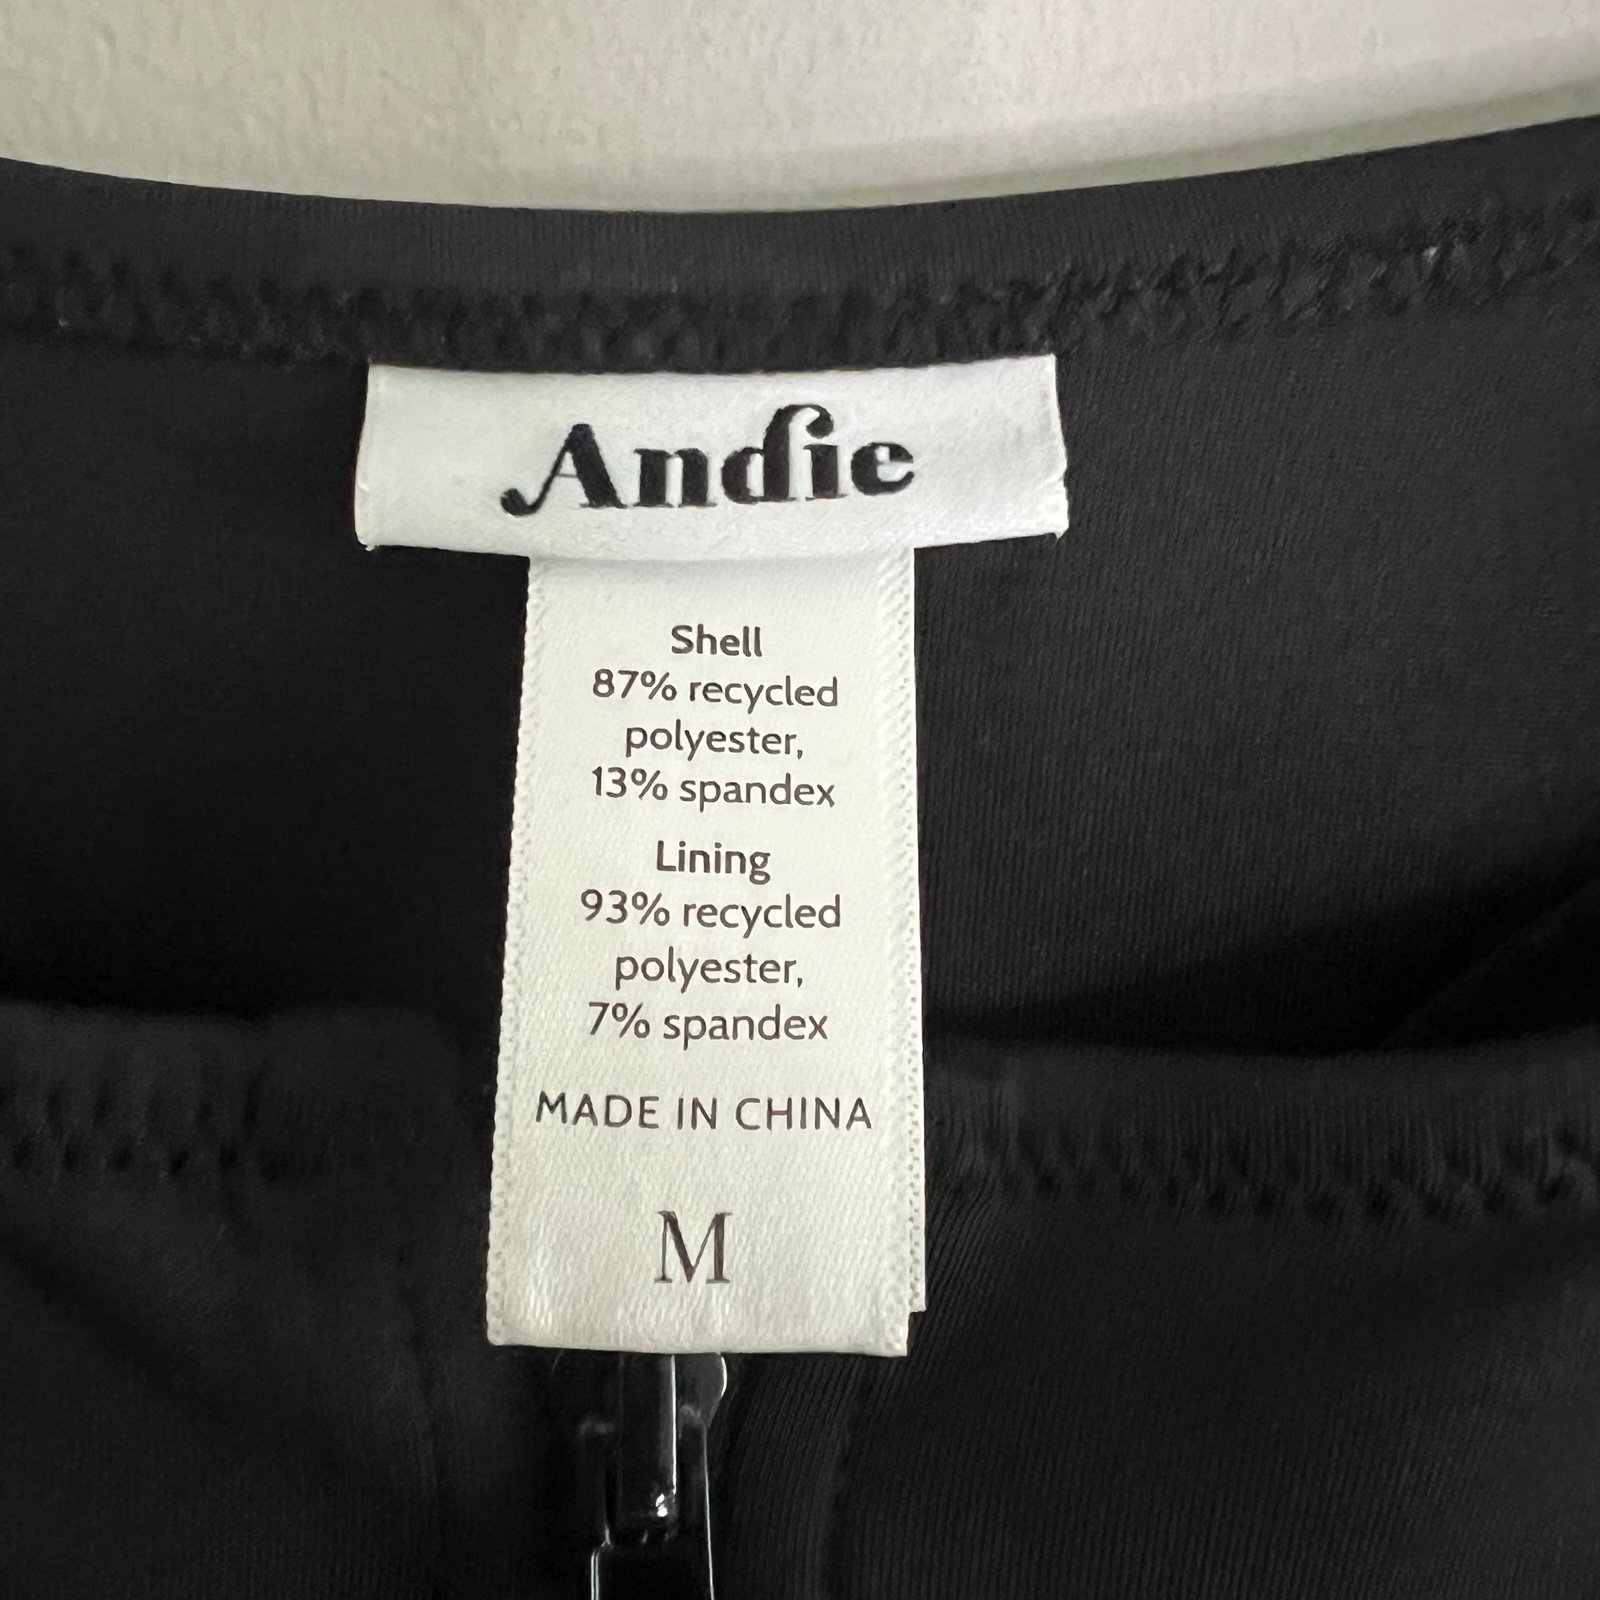 Andie
Shell
87% recycled
polyester,
13% spandex
Lining
93% recycled
polyester,
7% spandex
MADE IN CHINA
M